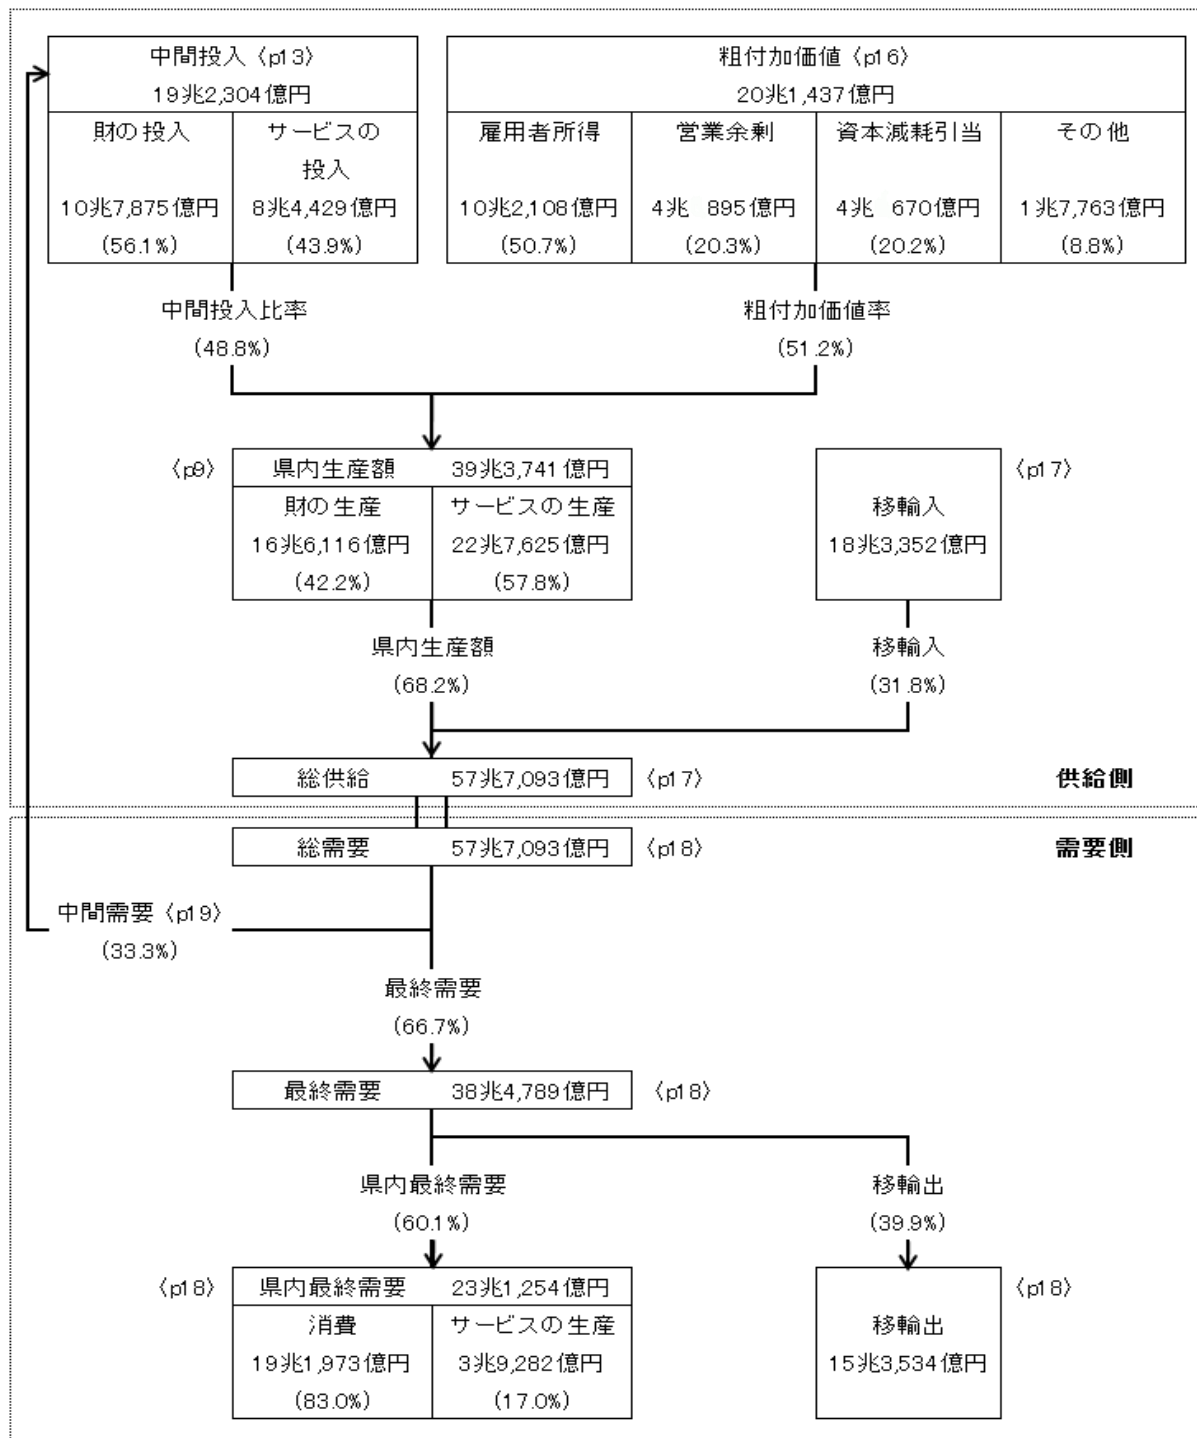 中間投入〈p13〉
19兆2,304億円
財の投入
10兆7,875億円
(56.1%)
サービスの
投入
8兆4,429億円
(43.9%)
粗付加価値〈p16〉
20兆1,437億円
雇用者所得
10兆2,108億円
(50.7%)
営業余剰
4兆 895億円
(20.3%)
資本減耗引当
4兆 670億円
(20.2%)
その他
1兆7,763億円
(8.8%)
中間投入比率
(48.8%)
粗付加価値率
(51.2%)
〈p9〉
県内生産額 39兆3,741億円
財の生産
16兆6,116億円
(42.2%)
サービスの生産
22兆7,625億円
(57.8%)
移輸入
18兆3,352億円
〈p17〉
県内生産額
(68.2%)
移輸入
(31.8%)
総供給 57兆7,093億円 〈p17〉
供給側
総需要 57兆7,093億円 〈p18〉
需要側
中間需要〈p19〉
(33.3%)
最終需要
(66.7%)
最終需要 38兆4,789億円 〈p18〉
県内最終需要
(60.1%)
移輸出
(39.9%)
〈p18〉
県内最終需要 23兆1,254億円
消費
19兆1,973億円
(83.0%)
サービスの生産
3兆9,282億円
(17.0%)
移輸出
15兆3,534億円
〈p18〉